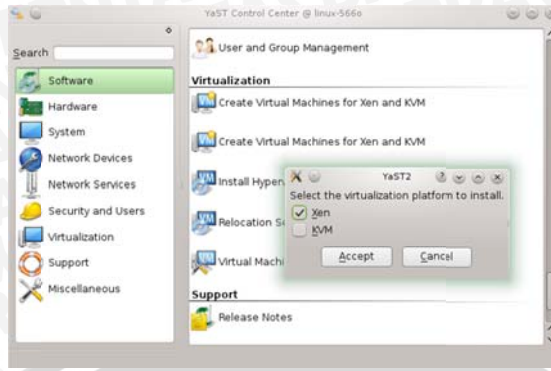 YaST Control Center @ linux-566o
Search
Software
Hardware
System
Network Devices
Network Services
Security and Users
Virtualization
Support
Miscellaneous
User and Group Management
Virtualization
Create Virtual Machines for Xen and KVM
Create Virtual Machines for Xen and KVM
Install Hyper
Relocation S
Virtual Machi
Support
Release Notes
YaST2
Select the virtualization platform to install.
Xen
KVM
Accept
Cancel